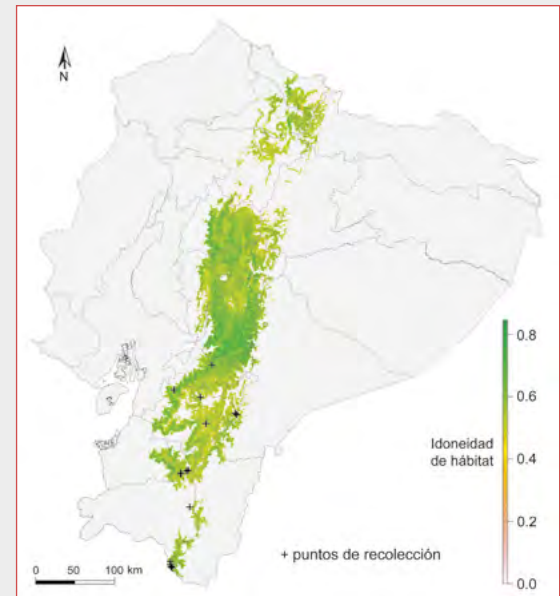 N
0.8
0.6
Idoneidad
de hábitat
0.4
0.2
0.0
+ puntos de recolección
0 50 100 km